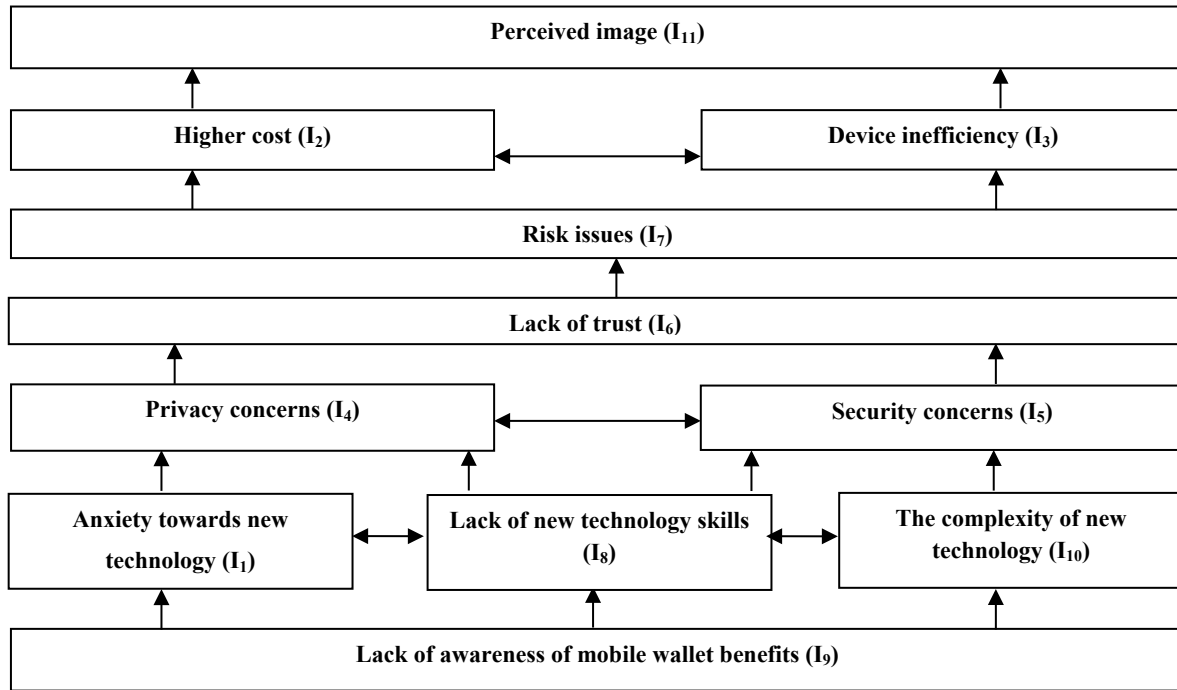 Perceived image (I₁₁)
Higher cost (I₂)
Device inefficiency (I₃)
Risk issues (I₇)
Lack of trust (I₆)
Privacy concerns (I₄)
Security concerns (I₅)
Anxiety towards new
technology (I₁)
Lack of new technology skills
(I₈)
The complexity of new
technology (I₁₀)
Lack of awareness of mobile wallet benefits (I₉)